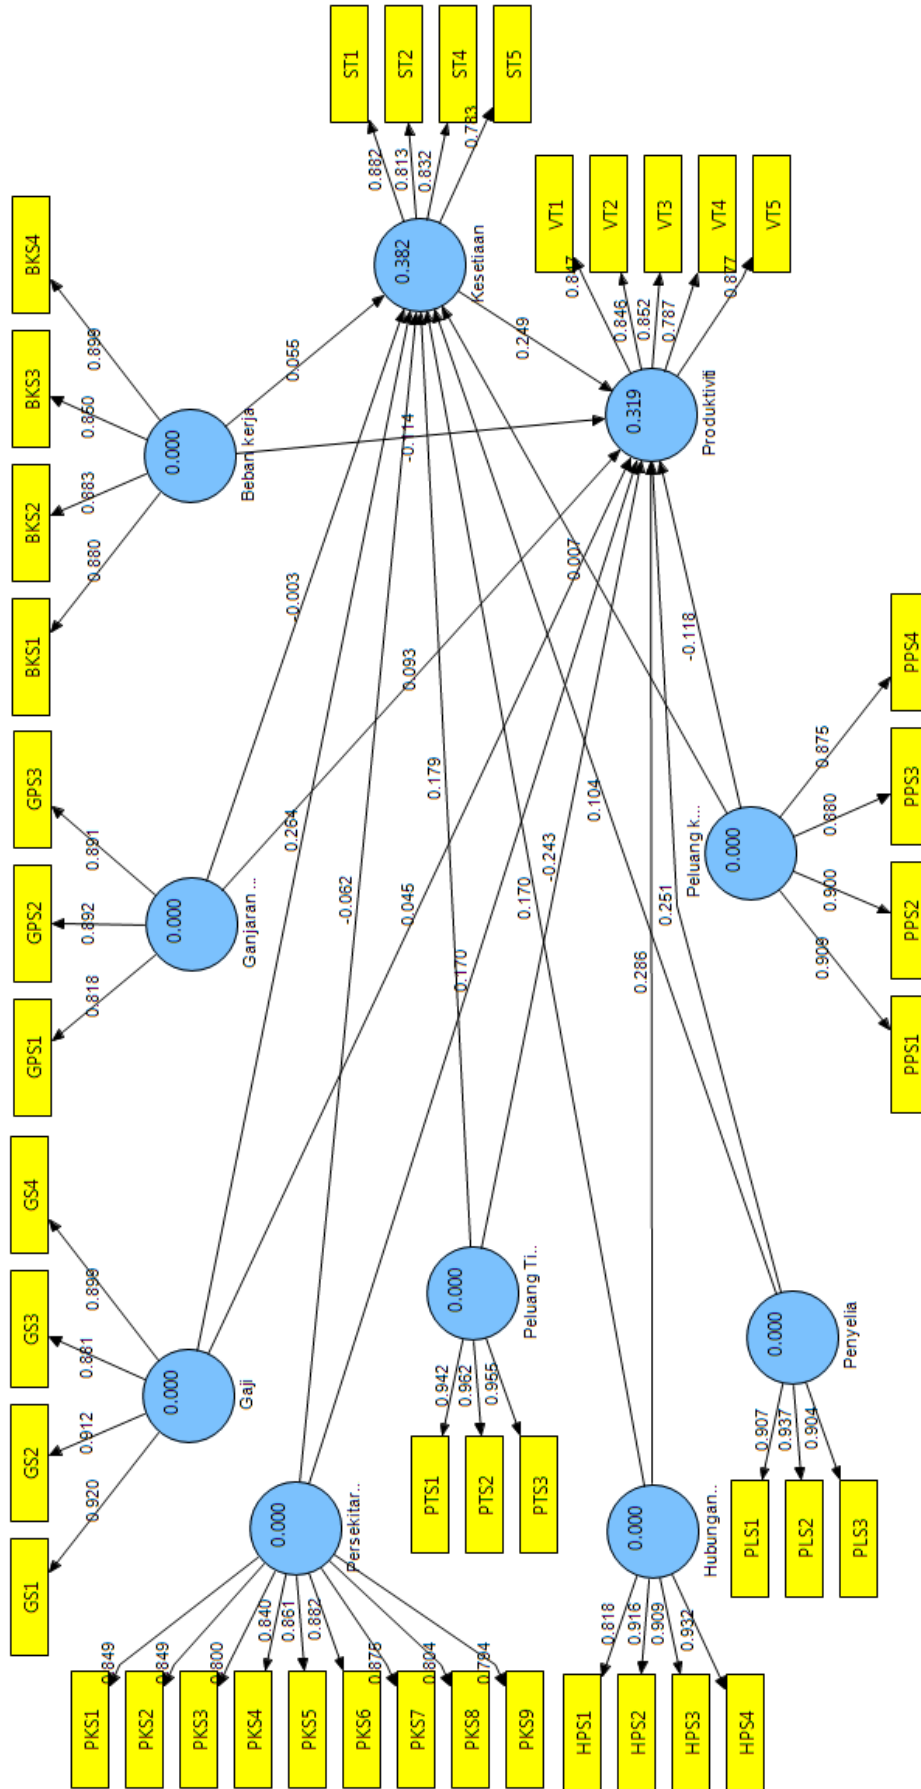 GS1
GS2
GS3
GS4
0.920
0.912
0.881
0.899
0.000
Gaji
GPS1
GPS2
GPS3
0.818
0.892
0.891
0.000
Ganjaran ...
BKS1
BKS2
BKS3
BKS4
0.880
0.883
0.850
0.899
0.000
Beban kerja
PKS1
PKS2
PKS3
PKS4
PKS5
PKS6
PKS7
PKS8
PKS9
0.849
0.849
0.800
0.840
0.861
0.882
0.875
0.804
0.794
0.000
Persekitar..
PTS1
PTS2
PTS3
0.942
0.962
0.955
0.000
Peluang Ti..
HPS1
HPS2
HPS3
HPS4
0.818
0.916
0.909
0.932
0.000
Hubungan..
PLS1
PLS2
PLS3
0.907
0.937
0.904
0.000
Penyelia
PPS1
PPS2
PPS3
PPS4
0.909
0.900
0.880
0.875
0.000
Peluang k...
0.055
-0.114
-0.003
0.093
0.264
0.045
-0.062
0.170
0.179
-0.243
0.170
0.286
0.104
0.251
0.007
-0.118
0.249
0.382
Kesetiaan
ST1
ST2
ST4
ST5
0.882
0.813
0.832
0.783
0.319
Produktiviti
VT1
VT2
VT3
VT4
VT5
0.847
0.846
0.852
0.787
0.877